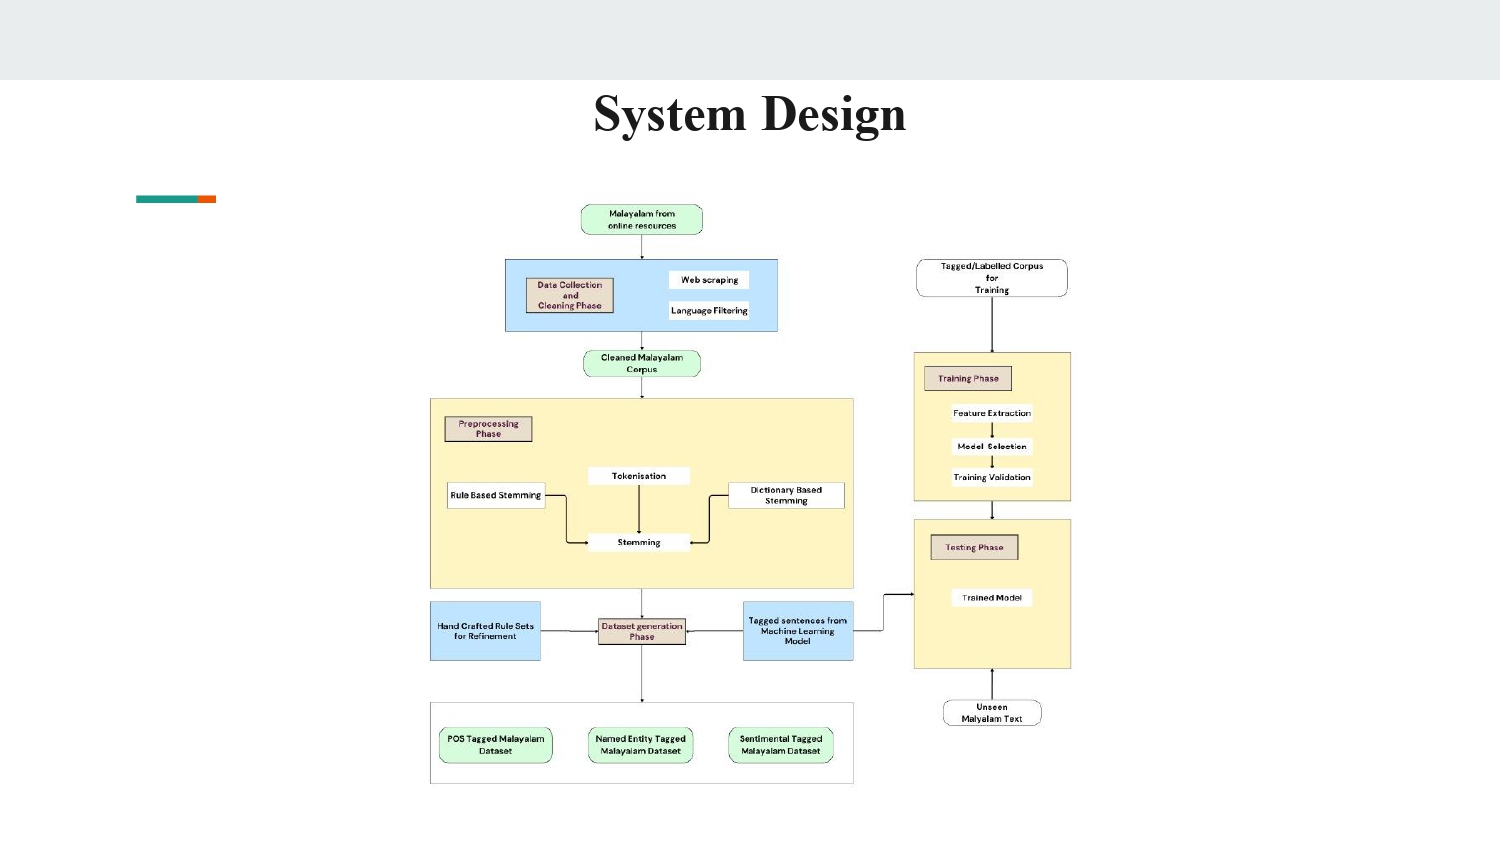 System Design
Malayalam from
online resources
Data Collection
and
Cleaning Phase
Web scraping
Language Filtering
Cleaned Malayalam
Corpus
Preprocessing
Phase
Tokenisation
Rule Based Stemming
Dictionary Based
Stemming
Stemming
Hand Crafted Rule Sets
for Refinement
Dataset generation
Phase
Tagged sentences from
Machine Learning
Model
POS Tagged Malayalam
Dataset
Named Entity Tagged
Malayalam Dataset
Sentimental Tagged
Malayalam Dataset
Tagged/Labelled Corpus
for
Training
Training Phase
Feature Extraction
Model Selection
Training Validation
Testing Phase
Trained Model
Unseen
Malyalam Text